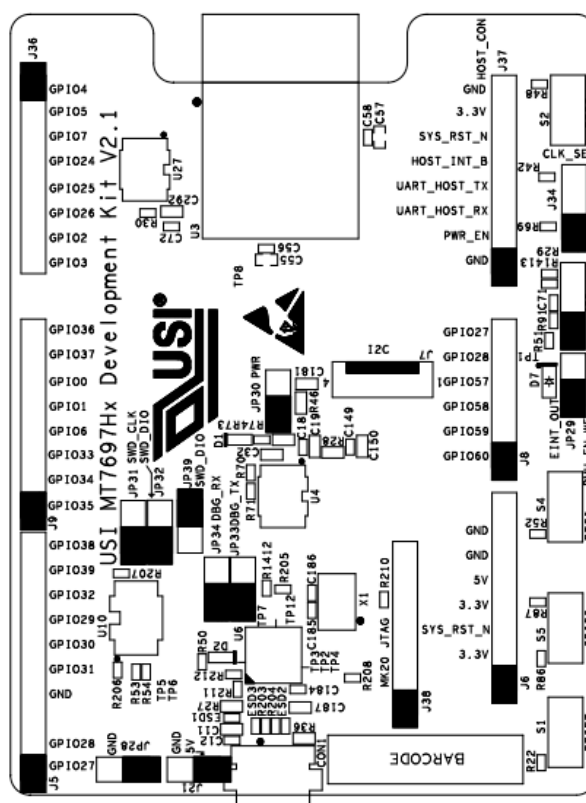 J36
GPIO4
GPIO5
GPIO7
GPIO24
GPIO25
GPIO26
GPIO2
GPIO3
USI MT7697Hx Development Kit V2.1
U27
C292
R30
C72
U3
C58
C57
C56
C55
TP8
HOST_CON
J37
GND
3.3V
SYS_RST_N
HOST_INT_B
UART_HOST_TX
UART_HOST_RX
PWR_EN
GND
R48
S2
CLK_SE
R42
J34
R69
R29
R1413
C71
R91
R51
TP1
USI®
GPIO36
GPIO37
GPIO0
GPIO1
GPIO6
GPIO33
GPIO34
GPIO35
J9
SWD_CLK
SWD_DIO
JP31
JP32
JP39
SWD_DIO
JP30 PWR
C181
R46
4
I2C
J7
1
GPIO27
GPIO28
GPIO57
GPIO58
GPIO59
GPIO60
J8
D7
EINT_OUT
JP29
D1
R74
R73
C32
C18
C19
R28
C149
C150
R70
R71
U4
JP34 DBG_RX
JP33
DBG_TX
GPIO38
GPIO39
GPIO32
GPIO29
GPIO30
GPIO31
GND
GPIO28
GPIO27
J5
R207
U10
R206
R53
R54
TP5
TP6
R1412
R205
C186
X1
R210
TP7
TP12
U6
C185
TP3
TP2
TP4
R50
D2
R212
R211
R27
ESD1
C11
C12
ESD3
R203
R204
ESD2
R36
C184
C187
R208
MK20 JTAG
J38
GND
GND
5V
3.3V
SYS_RST_N
3.3V
J6
S4
R52
R87
S5
R86
S1
R22
GND
JP28
GND
5V
J21
CON1
BARCODE